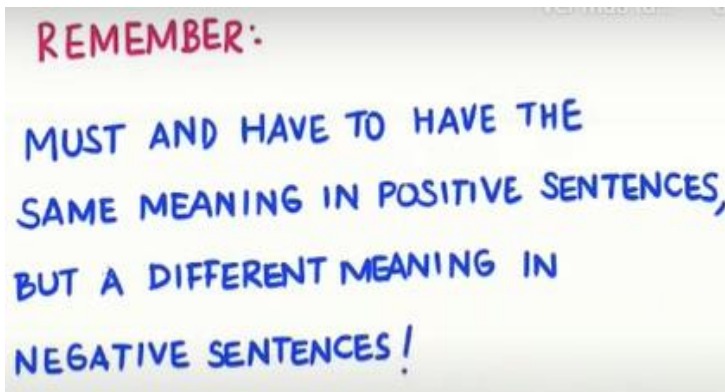 REMEMBER:
MUST AND HAVE TO HAVE THE
SAME MEANING IN POSITIVE SENTENCES,
BUT A DIFFERENT MEANING IN
NEGATIVE SENTENCES!